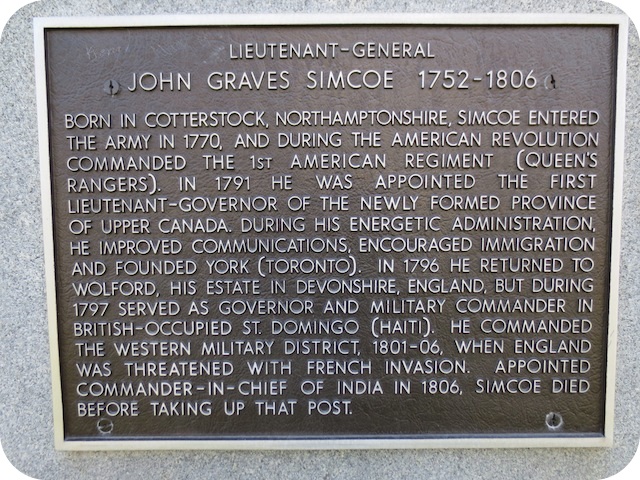 LIEUTENANT-GENERAL
JOHN GRAVES SIMCOE 1752-1806
BORN IN COTTERSTOCK, NORTHAMPTONSHIRE, SIMCOE ENTERED
THE ARMY IN 1770, AND DURING THE AMERICAN REVOLUTION
COMMANDED THE 1ST AMERICAN REGIMENT (QUEEN'S
RANGERS). IN 1791 HE WAS APPOINTED THE FIRST
LIEUTENANT-GOVERNOR OF THE NEWLY FORMED PROVINCE
OF UPPER CANADA. DURING HIS ENERGETIC ADMINISTRATION,
HE IMPROVED COMMUNICATIONS, ENCOURAGED IMMIGRATION
AND FOUNDED YORK (TORONTO). IN 1796 HE RETURNED TO
WOLFORD, HIS ESTATE IN DEVONSHIRE, ENGLAND, BUT DURING
1797 SERVED AS GOVERNOR AND MILITARY COMMANDER IN
BRITISH-OCCUPIED ST. DOMINGO (HAITI). HE COMMANDED
THE WESTERN MILITARY DISTRICT, 1801-06, WHEN ENGLAND
WAS THREATENED WITH FRENCH INVASION. APPOINTED
COMMANDER-IN-CHIEF OF INDIA IN 1806, SIMCOE DIED
BEFORE TAKING UP THAT POST.